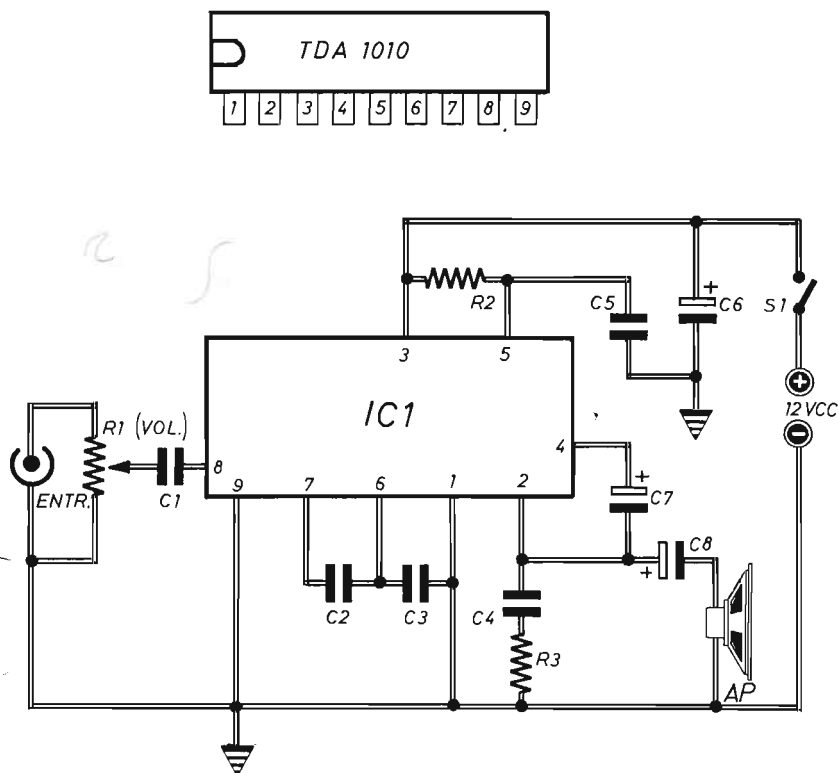 TDA 1010
1 2 3 4 5 6 7 8 9
R2
C5
+
C6
S1
3
5
IC1
+
12 VCC
−
R1 (VOL.)
4
+
8
ENTR.
C1
C7
9
7
6
1
2
C8
+
C2
C3
C4
R3
AP